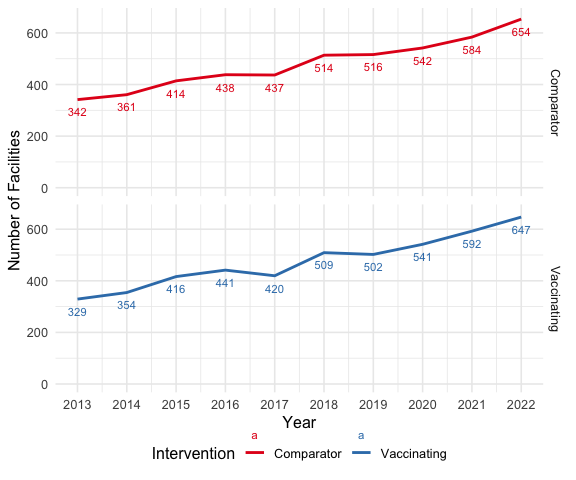 Number of Facilities
600
400
200
0
342 361 414 438 437 514 516 542 584 654
Comparator
600
400
200
0
329 354 416 441 420 509 502 541 592 647
Vaccinating
2013 2014 2015 2016 2017 2018 2019 2020 2021 2022
Year
a a
Intervention Comparator Vaccinating